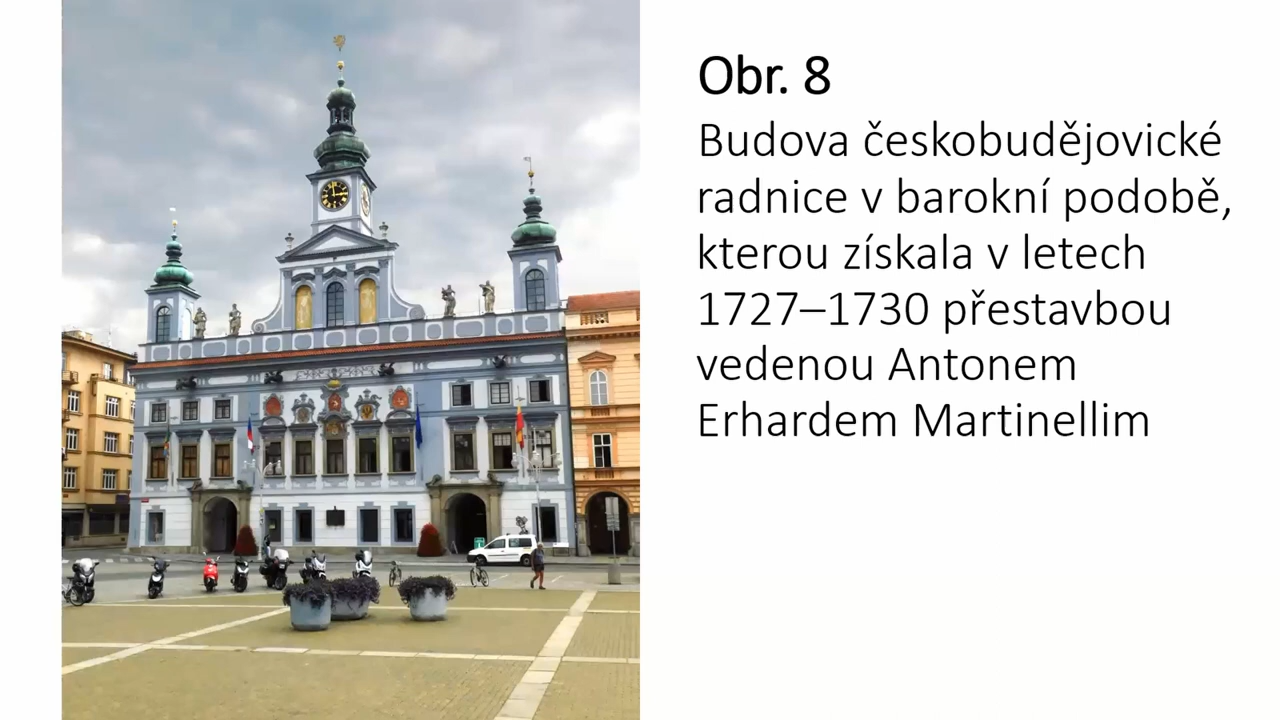 Obr. 8
Budova českobudějovické
radnice v barokní podobě,
kterou získala v letech
1727–1730 přestavbou
vedenou Antonem
Erhardem Martinellim